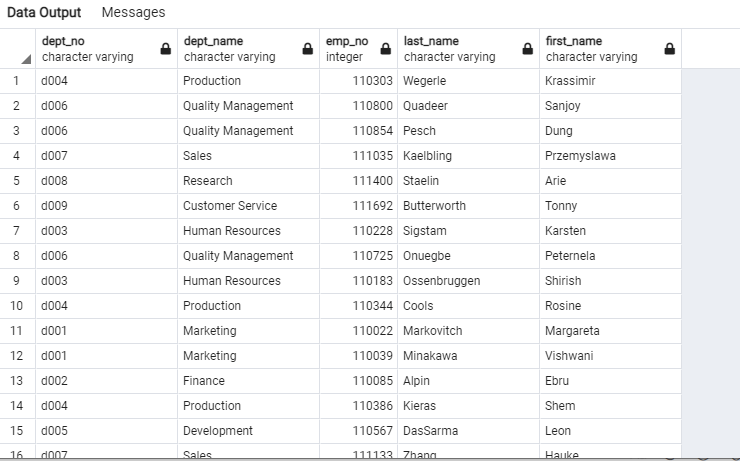 Data Output Messages
dept_no dept_name emp_no last_name first_name
character varying character varying integer character varying character varying
1 d004 Production 110303 Wegerle Krassimir
2 d006 Quality Management 110800 Quadeer Sanjoy
3 d006 Quality Management 110854 Pesch Dung
4 d007 Sales 111035 Kaelbling Przemyslawa
5 d008 Research 111400 Staelin Arie
6 d009 Customer Service 111692 Butterworth Tonny
7 d003 Human Resources 110228 Sigstam Karsten
8 d006 Quality Management 110725 Onuegbe Peternela
9 d003 Human Resources 110183 Ossenbruggen Shirish
10 d004 Production 110344 Cools Rosine
11 d001 Marketing 110022 Markovitch Margareta
12 d001 Marketing 110039 Minakawa Vishwani
13 d002 Finance 110085 Alpin Ebru
14 d004 Production 110386 Kieras Shem
15 d005 Development 110567 DasSarma Leon
16 d007 Sales 111133 Zhang Hauke